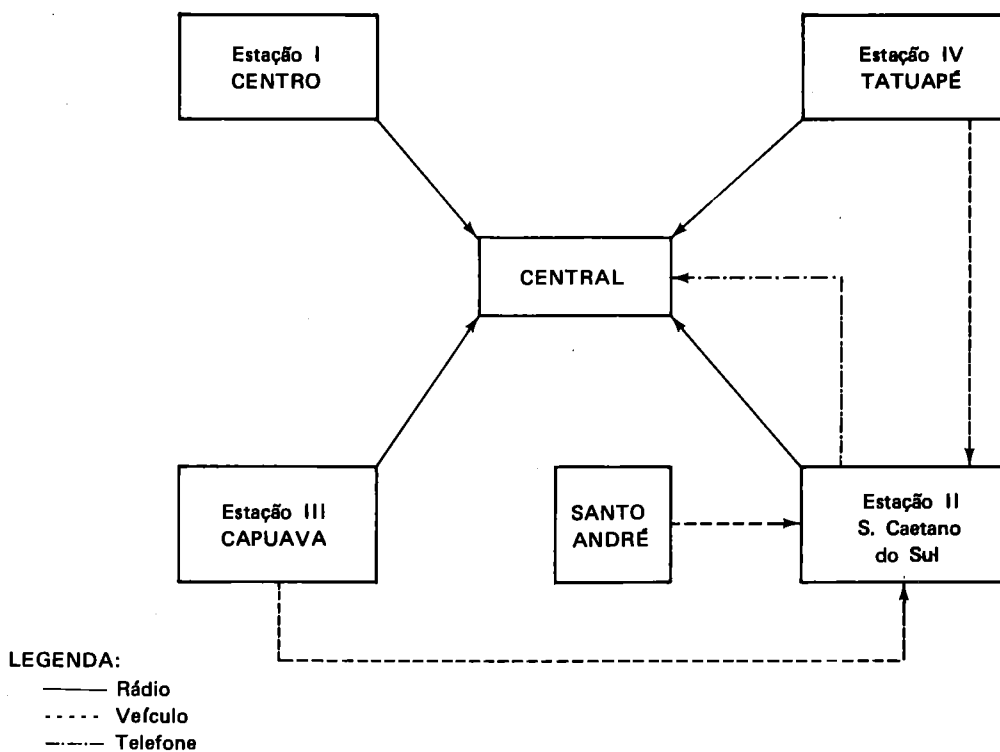 Estação I
CENTRO
Estação IV
TATUAPÉ
CENTRAL
Estação III
CAPUAVA
SANTO
ANDRÉ
Estação II
S. Caetano
do Sul
LEGENDA:
Rádio
Veículo
Telefone